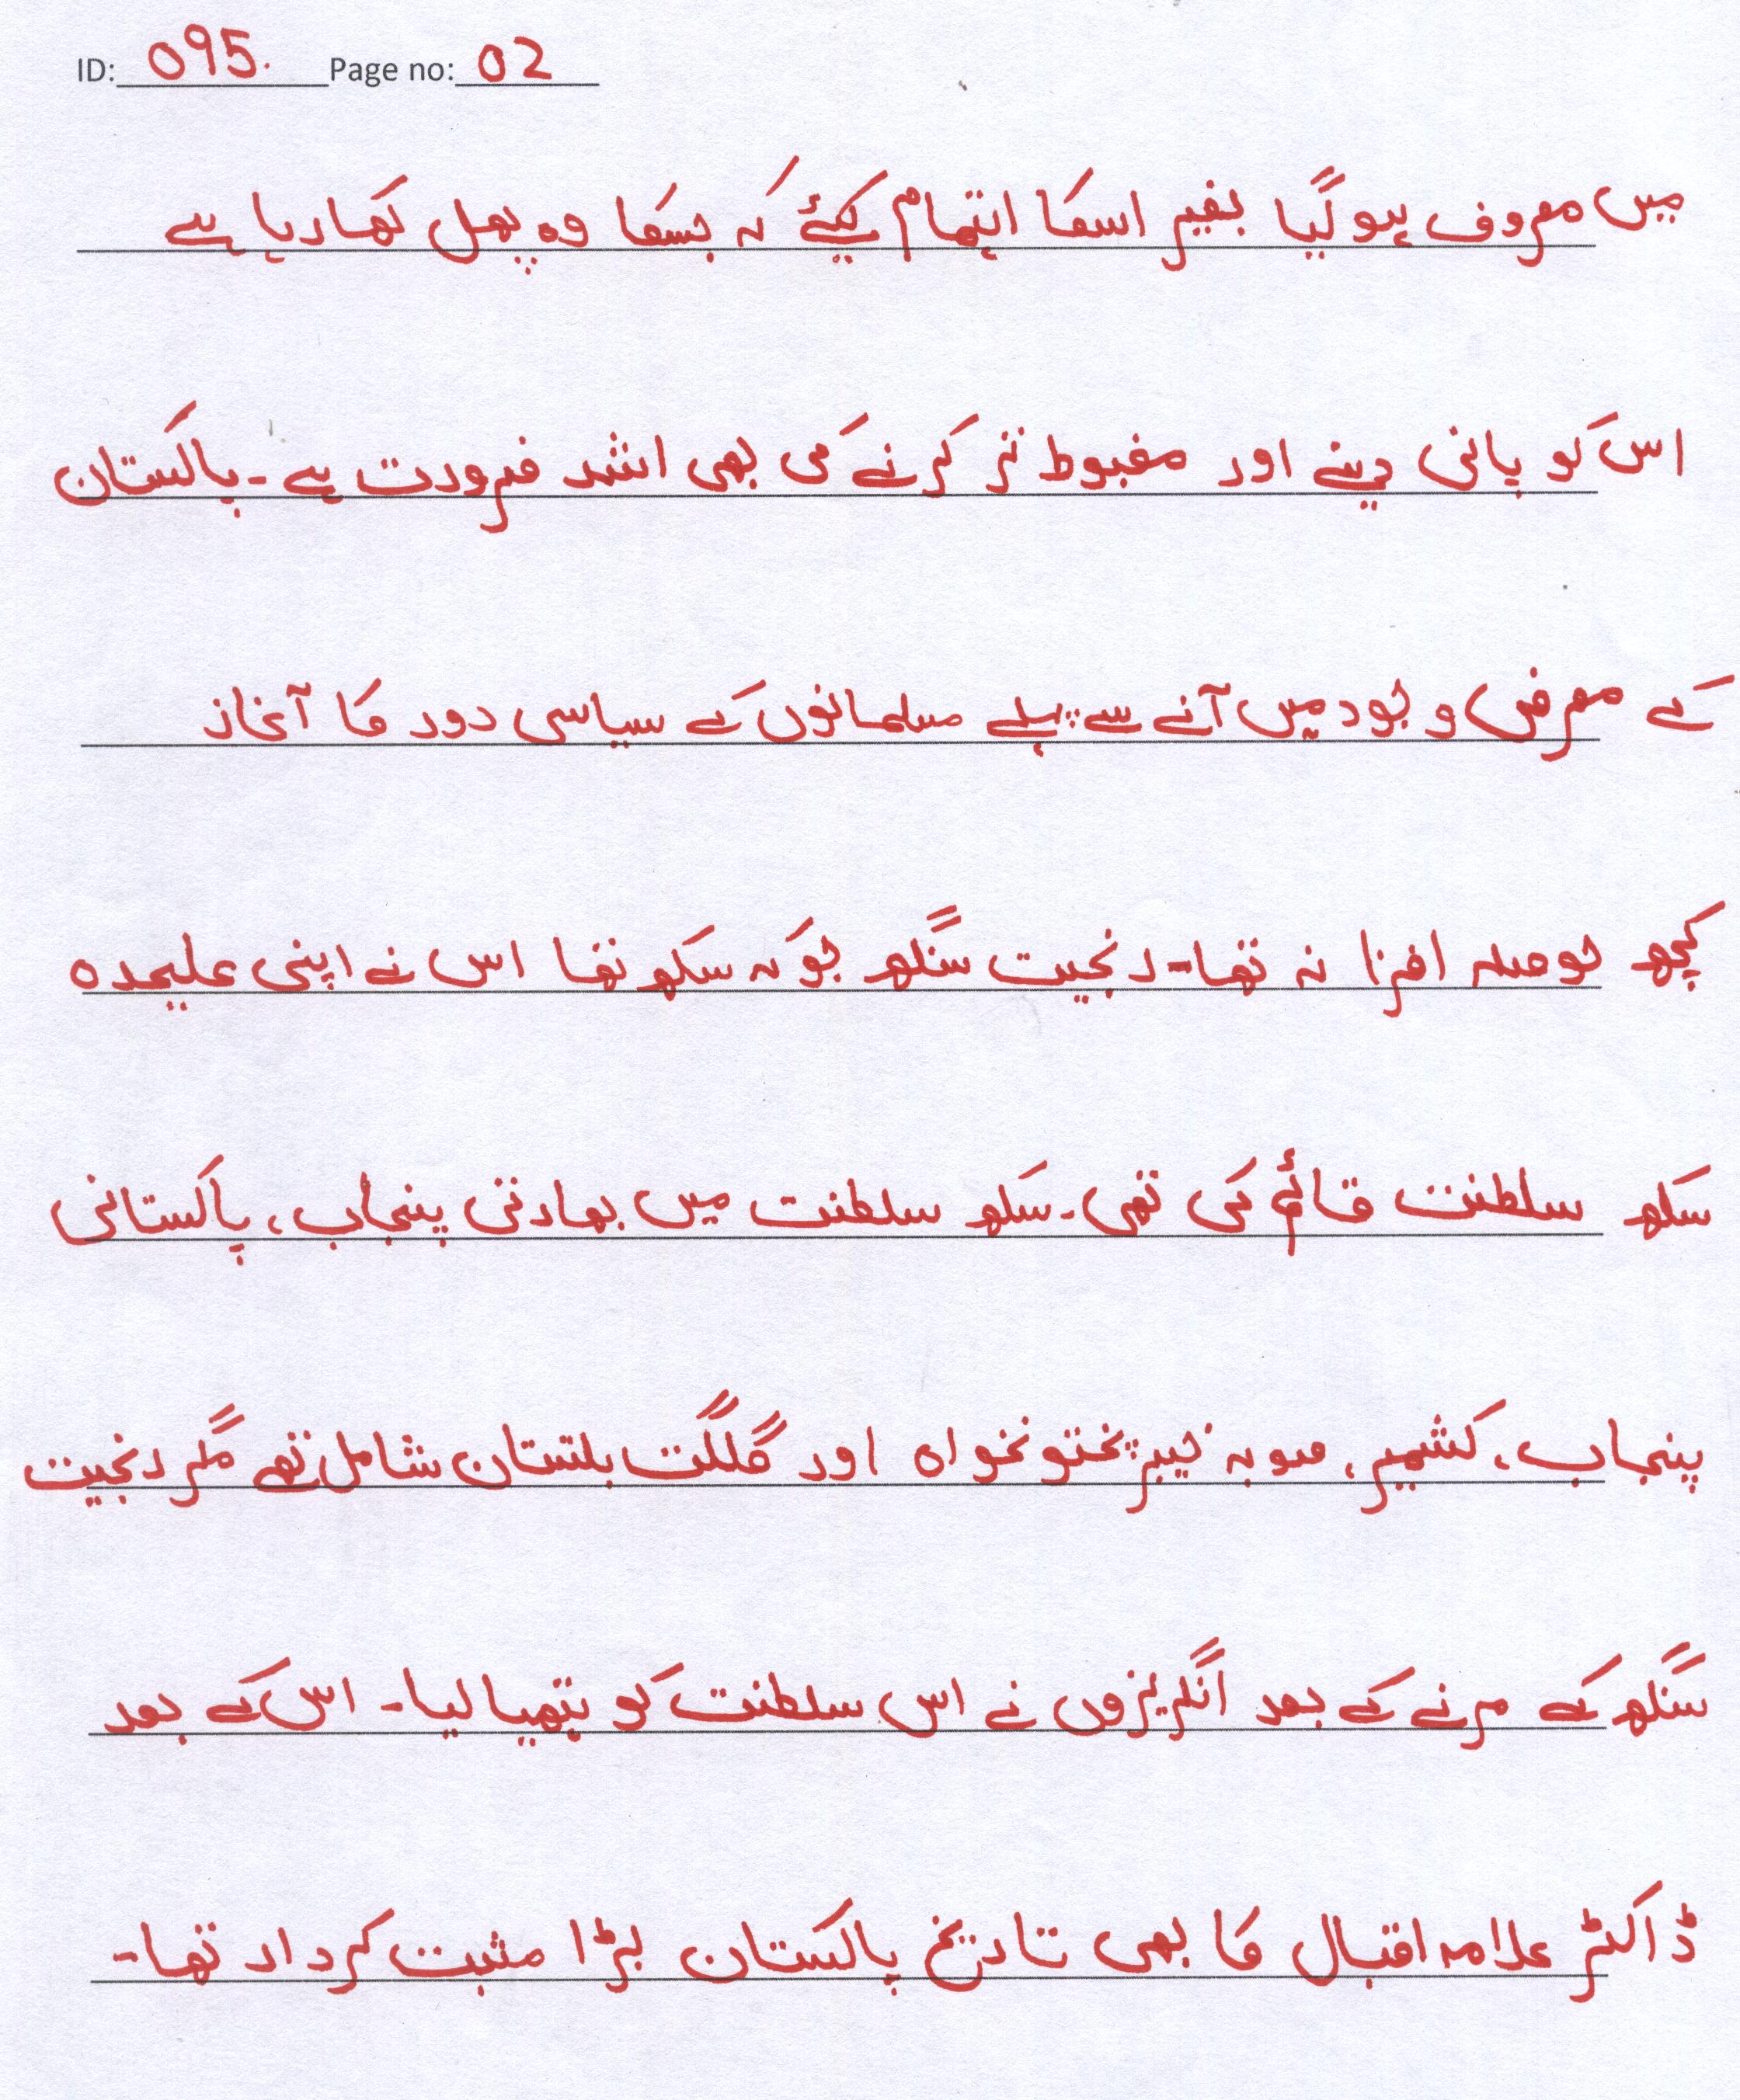 ID: 095. Page no: 02
میں معروف ہو گیا بغیر اسکا اہتمام کیئے کہ جسکا وہ پھل کھا رہا ہے
اس کو پانی دینے اور مضبوط تر کرنے کی بھی اشد ضرورت ہے۔ پاکستان
کے معرض وجود میں آنے سے پہلے مسلمانوں کے سیاسی دور کا آغاز
کچھ حوصلہ افزا نہ تھا۔ رنجیت سنگھ جو کہ سکھ تھا اس نے اپنی علیحدہ
سکھ سلطنت قائم کی تھی۔ سکھ سلطنت میں بھارتی پنجاب، پاکستانی
پنجاب، کشمیر، صوبہ خیبر پختونخواہ اور گلگت بلتستان شامل تھے مگر رنجیت
سنگھ کے مرنے کے بعد انگریزوں نے اس سلطنت کو ہتھیا لیا۔ اس کے بعد
ڈاکٹر علامہ اقبال کا بھی تاریخ پاکستان بڑا مثبت کردار تھا۔